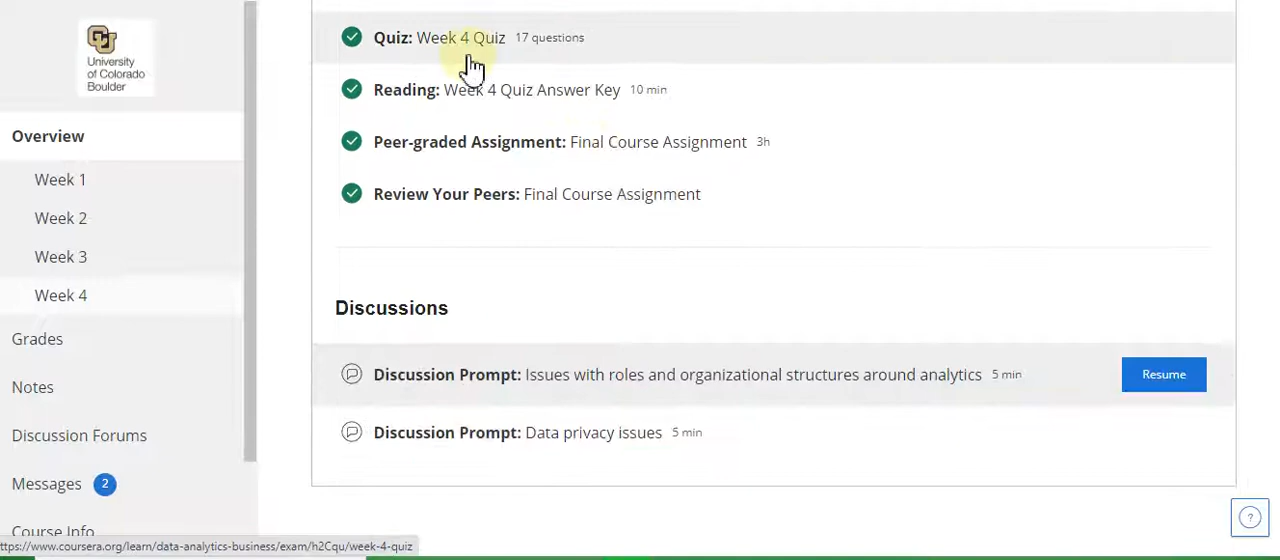 University
of Colorado
Boulder
Overview
Week 1
Week 2
Week 3
Week 4
Grades
Notes
Discussion Forums
Messages 2
Course Info
Quiz: Week 4 Quiz 17 questions
Reading: Week 4 Quiz Answer Key 10 min
Peer-graded Assignment: Final Course Assignment 3h
Review Your Peers: Final Course Assignment
Discussions
Discussion Prompt: Issues with roles and organizational structures around analytics 5 min
Resume
Discussion Prompt: Data privacy issues 5 min
?
ttps://www.coursera.org/learn/data-analytics-business/exam/h2Cqu/week-4-quiz